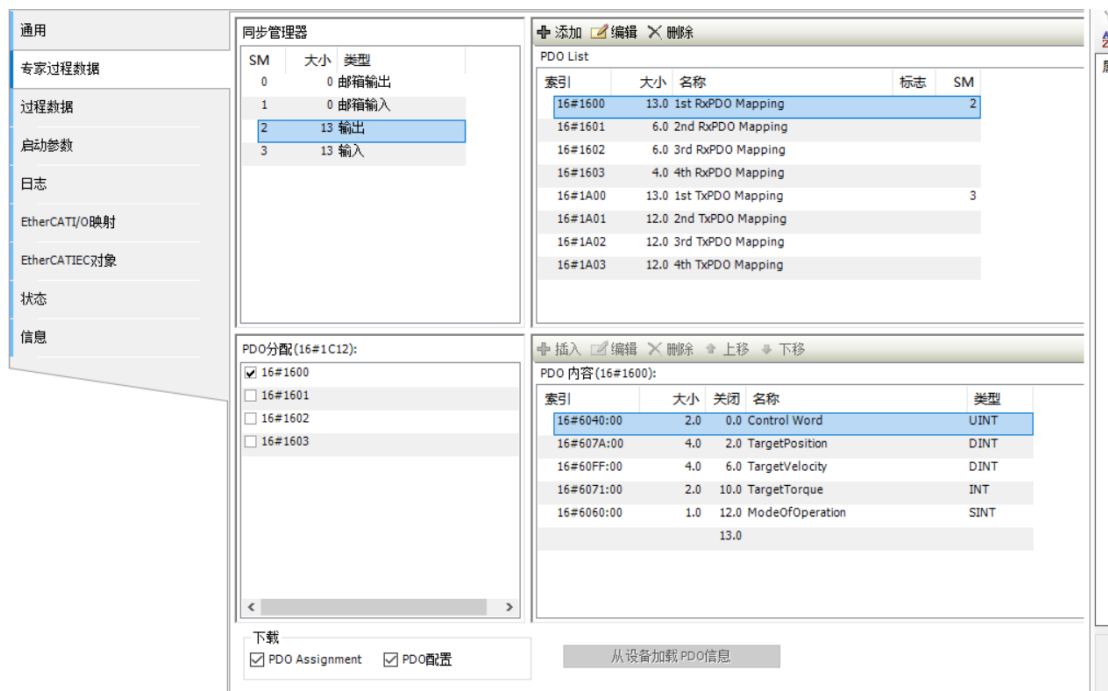 通用
专家过程数据
过程数据
启动参数
日志
EtherCATI/O映射
EtherCATIEC对象
状态
信息
同步管理器
SM 大小 类型
0 0 邮箱输出
1 0 邮箱输入
2 13 输出
3 13 输入
添加 编辑 删除
PDO List
索引 大小 名称 标志 SM
16#1600 13.0 1st RxPDO Mapping 2
16#1601 6.0 2nd RxPDO Mapping
16#1602 6.0 3rd RxPDO Mapping
16#1603 4.0 4th RxPDO Mapping
16#1A00 13.0 1st TxPDO Mapping 3
16#1A01 12.0 2nd TxPDO Mapping
16#1A02 12.0 3rd TxPDO Mapping
16#1A03 12.0 4th TxPDO Mapping
PDO分配(16#1C12):
16#1600
16#1601
16#1602
16#1603
插入 编辑 删除 上移 下移
PDO 内容(16#1600):
索引 大小 关闭 名称 类型
16#6040:00 2.0 0.0 Control Word UINT
16#607A:00 4.0 2.0 TargetPosition DINT
16#60FF:00 4.0 6.0 TargetVelocity DINT
16#6071:00 2.0 10.0 TargetTorque INT
16#6060:00 1.0 12.0 ModeOfOperation SINT
13.0
下载
PDO Assignment PDO配置
从设备加载 PDO信息